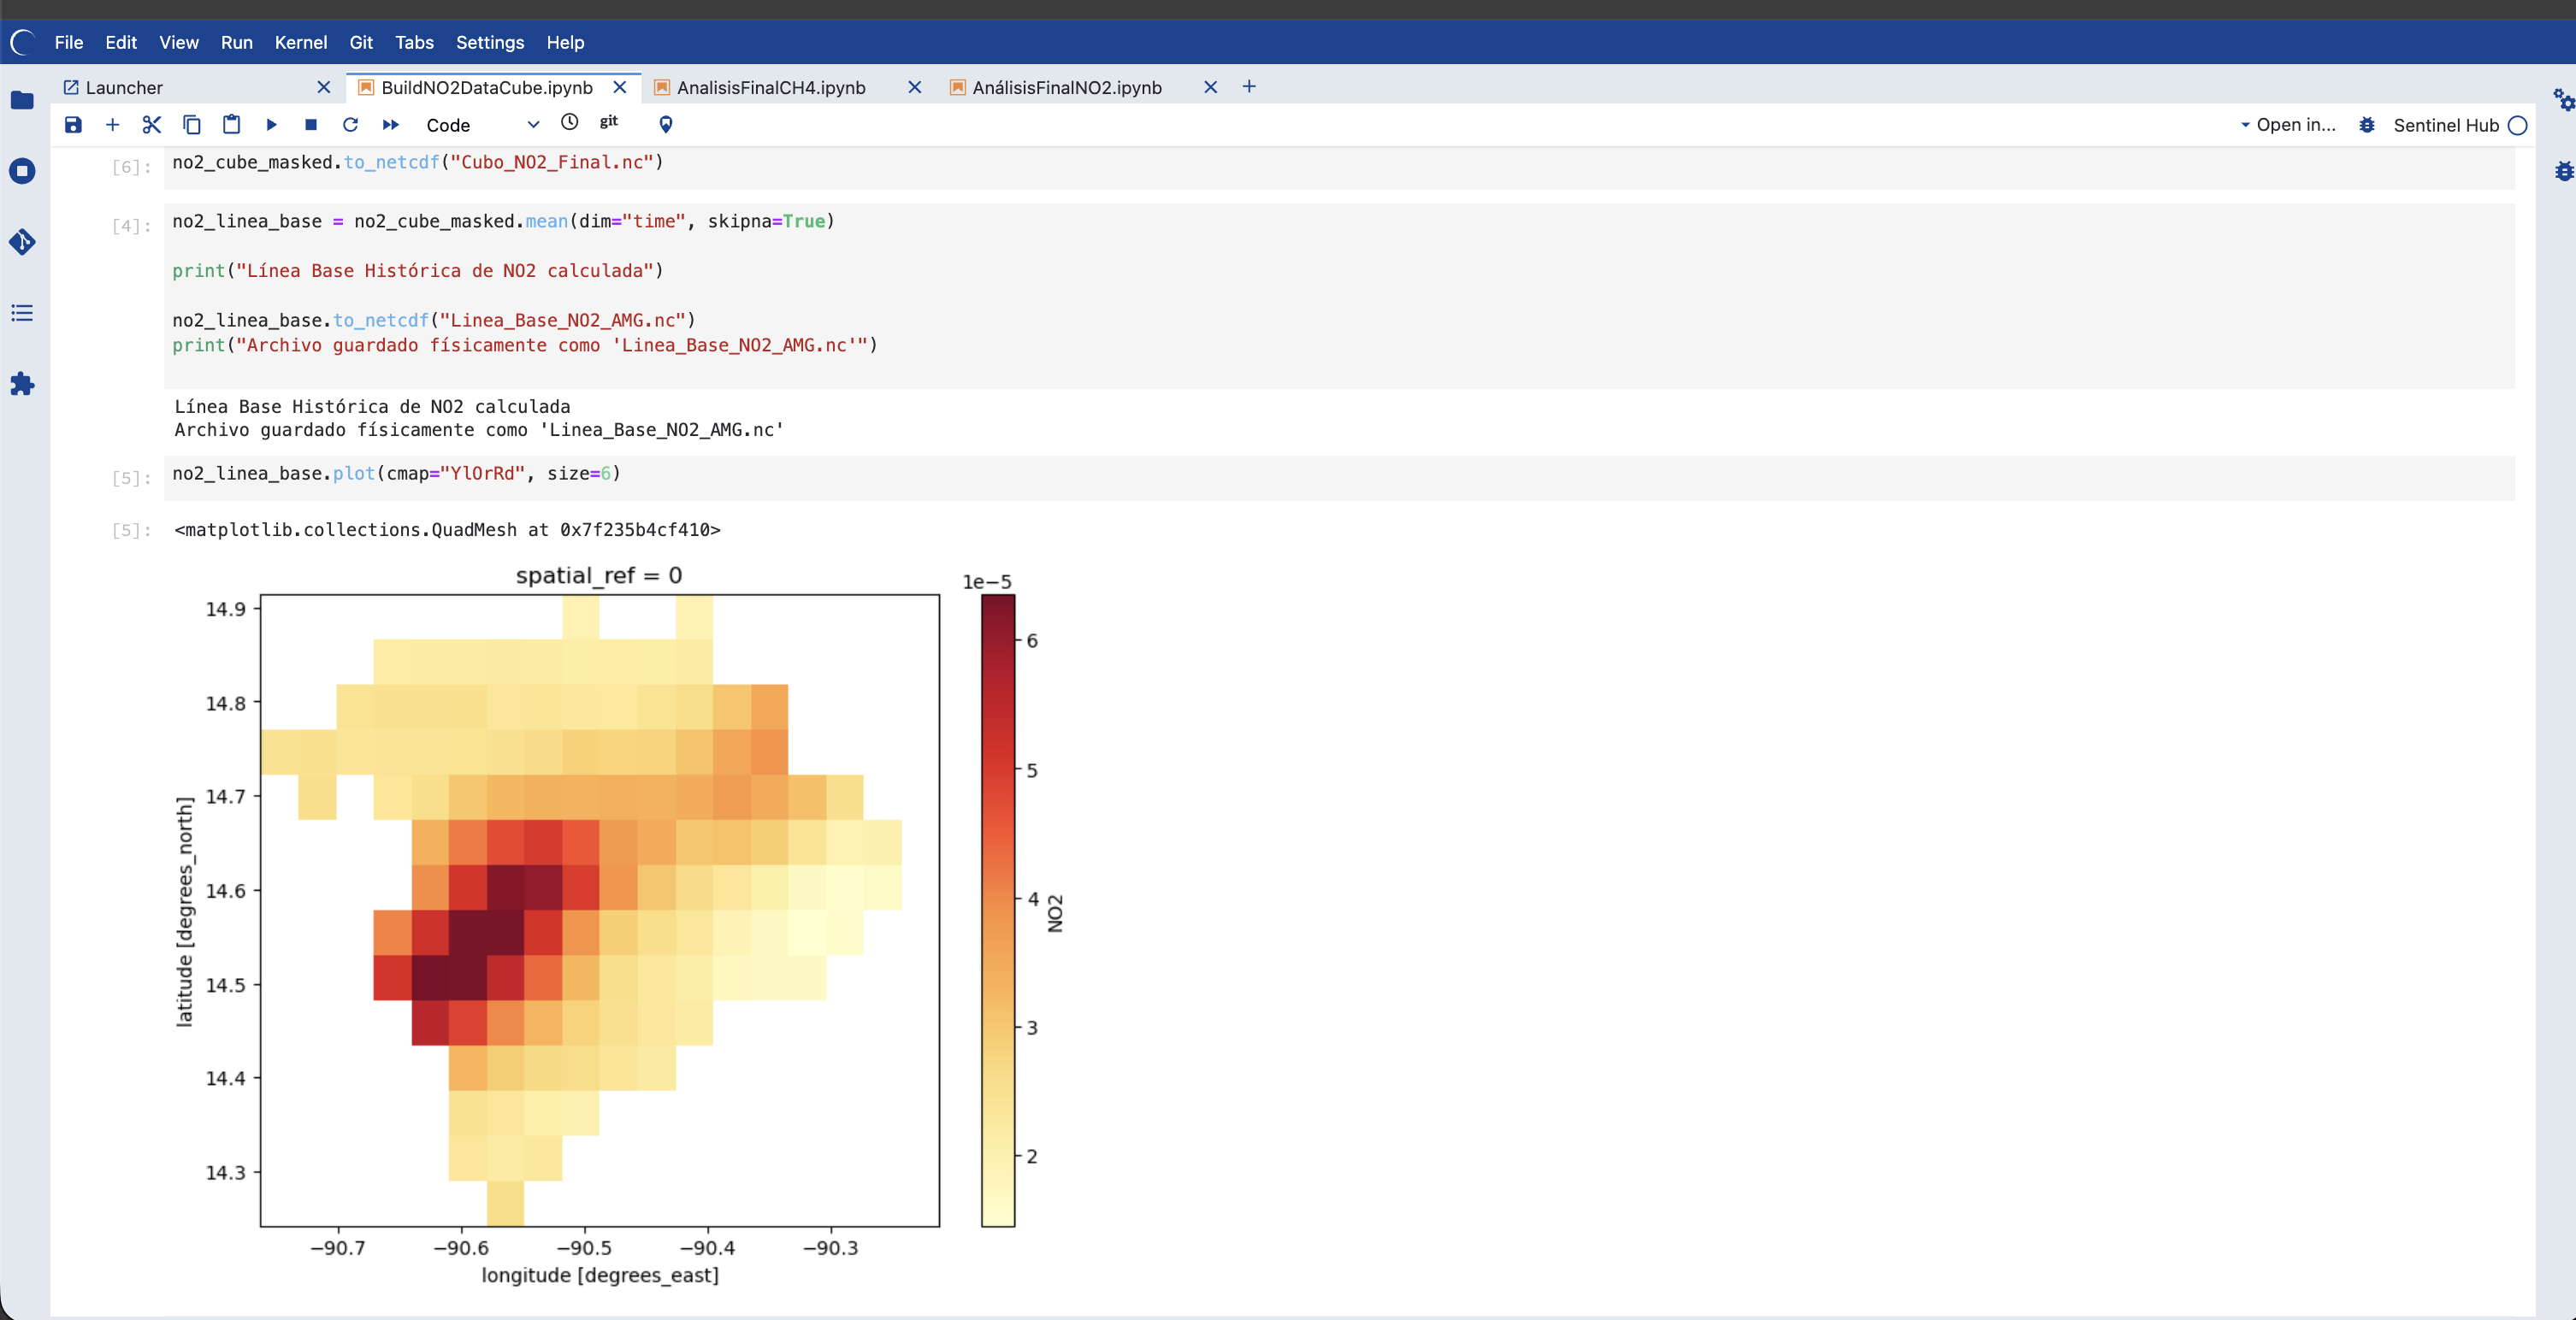 File Edit View Run Kernel Git Tabs Settings Help
Launcher BuildNO2DataCube.ipynb AnalisisFinalCH4.ipynb AnálisisFinalNO2.ipynb
Code git Open in... Sentinel Hub
[6]: no2_cube_masked.to_netcdf("Cubo_NO2_Final.nc")
[4]: no2_linea_base = no2_cube_masked.mean(dim="time", skipna=True)
print("Línea Base Histórica de NO2 calculada")
no2_linea_base.to_netcdf("Linea_Base_NO2_AMG.nc")
print("Archivo guardado físicamente como 'Linea_Base_NO2_AMG.nc'")
Línea Base Histórica de NO2 calculada
Archivo guardado físicamente como 'Linea_Base_NO2_AMG.nc'
[5]: no2_linea_base.plot(cmap="YlOrRd", size=6)
[5]: <matplotlib.collections.QuadMesh at 0x7f235b4cf410>
spatial_ref = 0
14.9
14.8
14.7
14.6
14.5
14.4
14.3
latitude [degrees_north]
−90.7 −90.6 −90.5 −90.4 −90.3
longitude [degrees_east]
1e−5
6
5
4
3
2
NO2